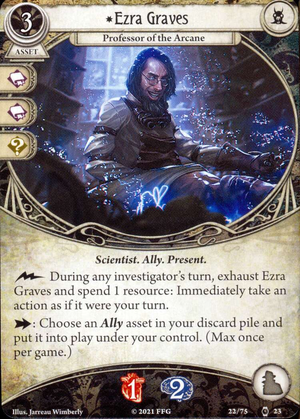 3
ASSET
*Ezra Graves
Professor of the Arcane
?
Scientist. Ally. Present.
During any investigator's turn, exhaust Ezra
Graves and spend 1 resource: Immediately take an
action as if it were your turn.
: Choose an Ally asset in your discard pile and
put it into play under your control. (Max once
per game.)
1
2
Illus. Jarreau Wimberly
© 2021 FFG
22/75
23